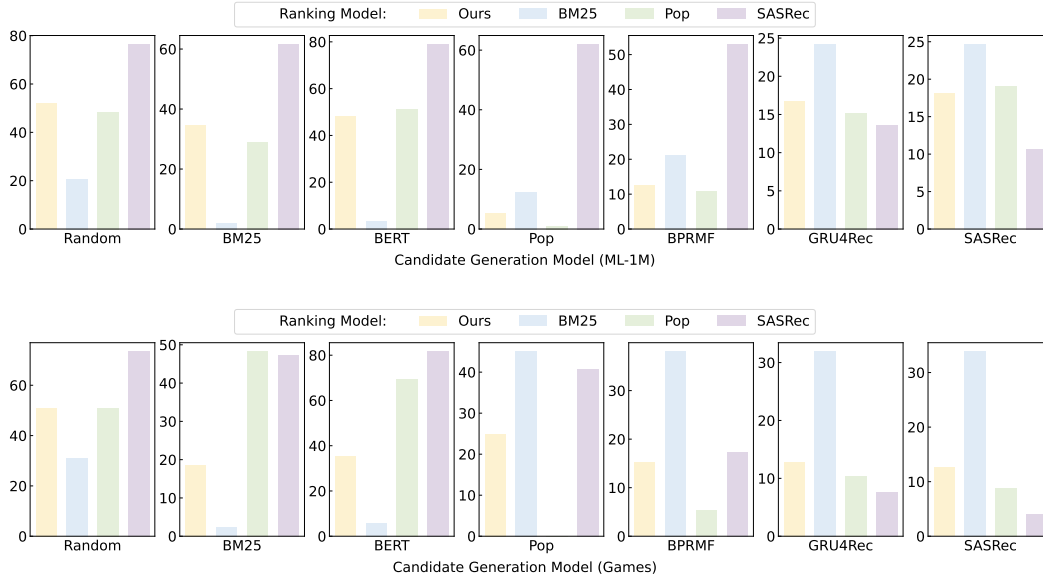 Ranking Model: Ours BM25 Pop SASRec
80 60 40 20 0 Random
60 40 20 0 BM25
80 60 40 20 0 BERT
60 40 20 0 Pop
50 40 30 20 10 0 BPRMF
25 20 15 10 5 0 GRU4Rec
25 20 15 10 5 0 SASRec
Candidate Generation Model (ML-1M)
Ranking Model: Ours BM25 Pop SASRec
60 40 20 0 Random
50 40 30 20 10 0 BM25
80 60 40 20 0 BERT
40 30 20 10 0 Pop
30 20 10 0 BPRMF
30 20 10 0 GRU4Rec
30 20 10 0 SASRec
Candidate Generation Model (Games)